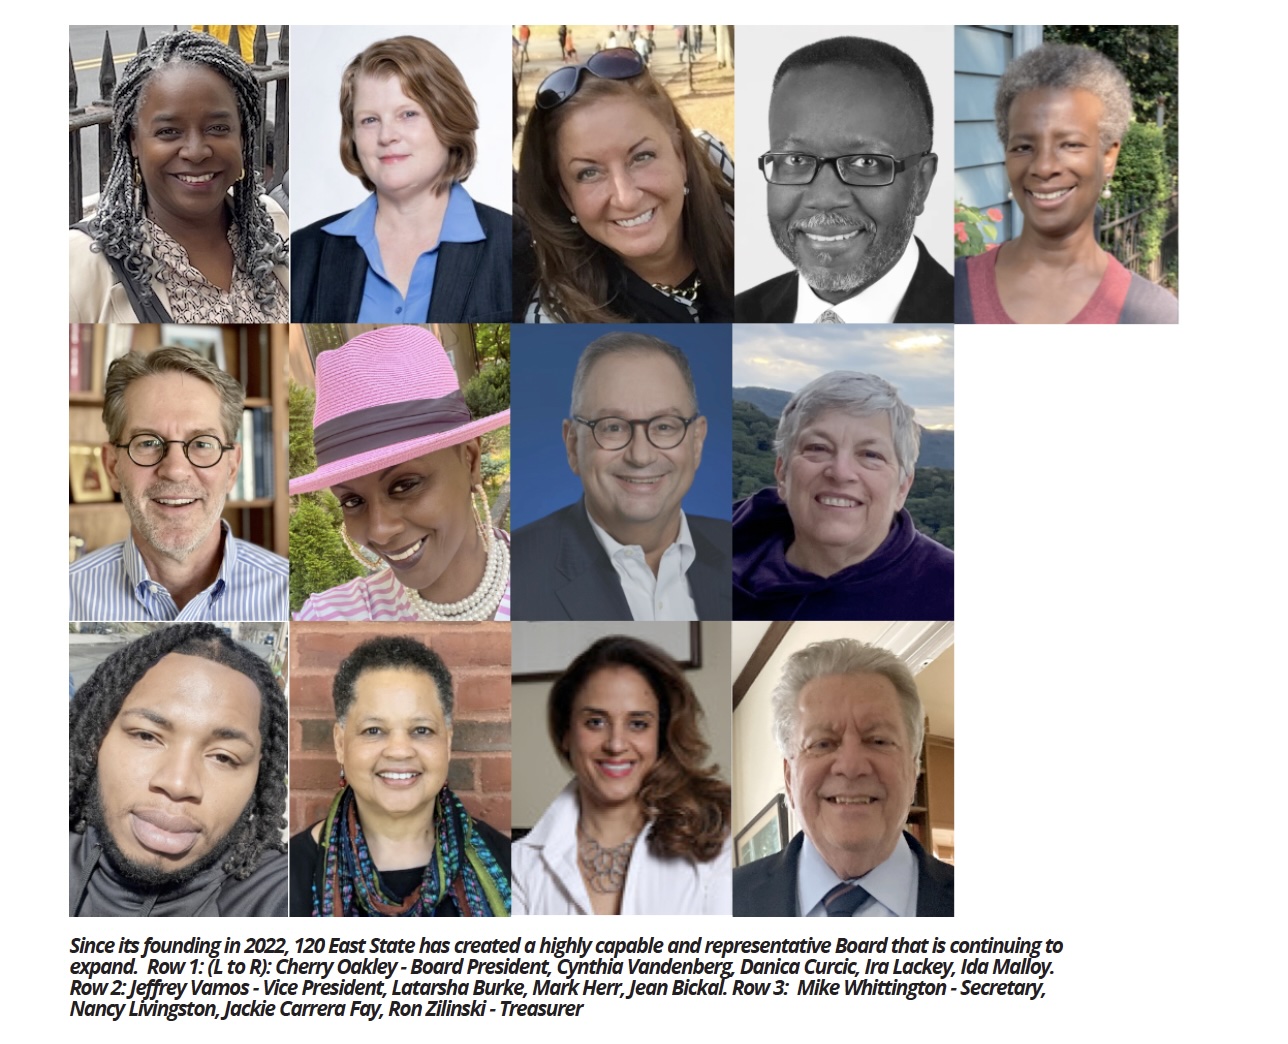 Since its founding in 2022, 120 East State has created a highly capable and representative Board that is continuing to
expand. Row 1: (L to R): Cherry Oakley - Board President, Cynthia Vandenberg, Danica Curcic, Ira Lackey, Ida Malloy.
Row 2: Jeffrey Vamos - Vice President, Latarsha Burke, Mark Herr, Jean Bickal. Row 3: Mike Whittington - Secretary,
Nancy Livingston, Jackie Carrera Fay, Ron Zilinski - Treasurer